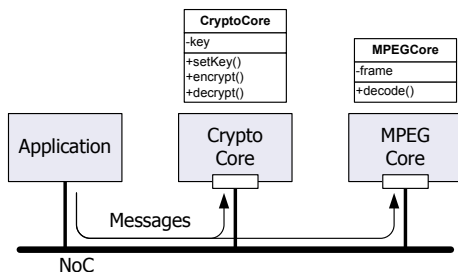 CryptoCore
-key
+setKey()
+encrypt()
+decrypt()
MPEGCore
-frame
+decode()
Application
Crypto
Core
MPEG
Core
Messages
NoC